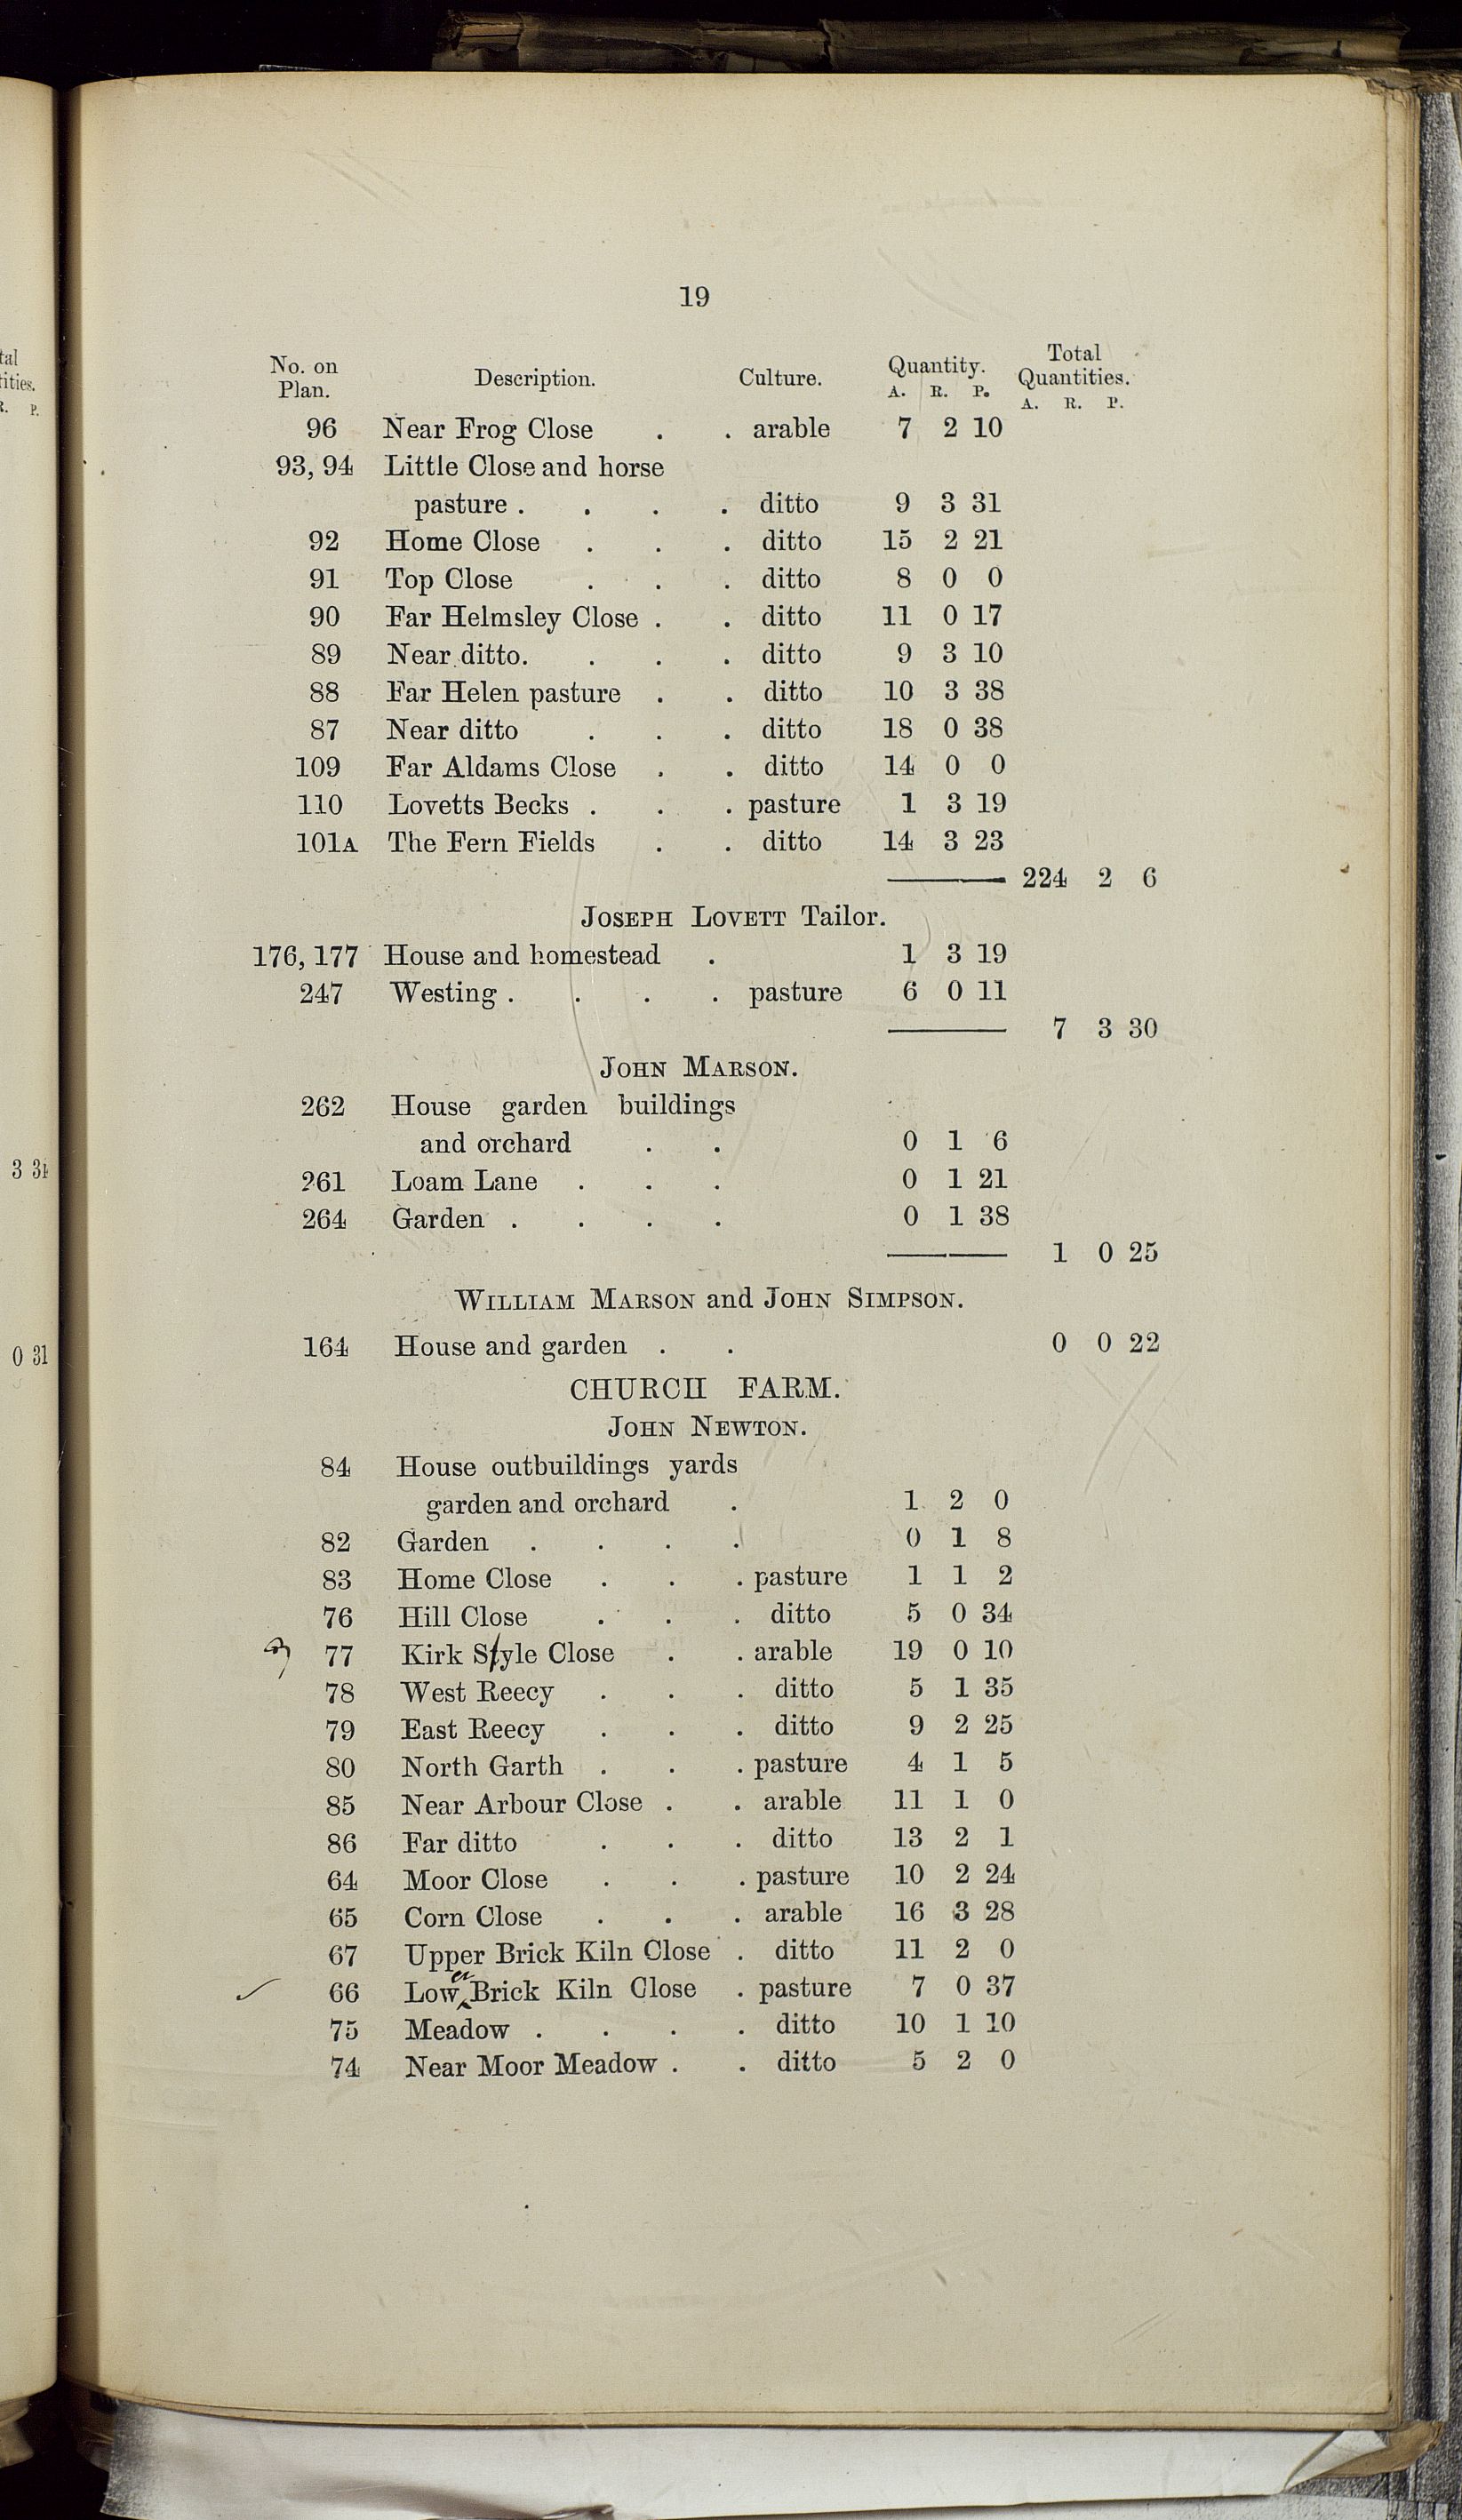 19
No. on Plan. Description. Culture. Quantity. A. R. P. Total Quantities. A. R. P.
96 Near Frog Close . . arable 7 2 10
93, 94 Little Close and horse
pasture . . . . ditto 9 3 31
92 Home Close . . . ditto 15 2 21
91 Top Close . . . ditto 8 0 0
90 Far Helmsley Close . . ditto 11 0 17
89 Near ditto. . . . ditto 9 3 10
88 Far Helen pasture . . ditto 10 3 38
87 Near ditto . . . ditto 18 0 38
109 Far Aldams Close . . ditto 14 0 0
110 Lovetts Becks . . . pasture 1 3 19
101A The Fern Fields . . ditto 14 3 23
224 2 6
JOSEPH LOVETT Tailor.
176, 177 House and homestead . 1 3 19
247 Westing . . . . pasture 6 0 11
7 3 30
JOHN MARSON.
262 House garden buildings
and orchard . . 0 1 6
261 Loam Lane . . . 0 1 21
264 Garden . . . . 0 1 38
1 0 25
WILLIAM MARSON and JOHN SIMPSON.
164 House and garden . . 0 0 22
CHURCH FARM.
JOHN NEWTON.
84 House outbuildings yards
garden and orchard . 1 2 0
82 Garden . . . . 0 1 8
83 Home Close . . . pasture 1 1 2
76 Hill Close . . . ditto 5 0 34
77 Kirk Style Close . . arable 19 0 10
78 West Reecy . . . ditto 5 1 35
79 East Reecy . . . ditto 9 2 25
80 North Garth . . . pasture 4 1 5
85 Near Arbour Close . . arable 11 1 0
86 Far ditto . . . ditto 13 2 1
64 Moor Close . . . pasture 10 2 24
65 Corn Close . . . arable 16 3 28
67 Upper Brick Kiln Close . ditto 11 2 0
66 Lower Brick Kiln Close . pasture 7 0 37
75 Meadow . . . . ditto 10 1 10
74 Near Moor Meadow . . ditto 5 2 0